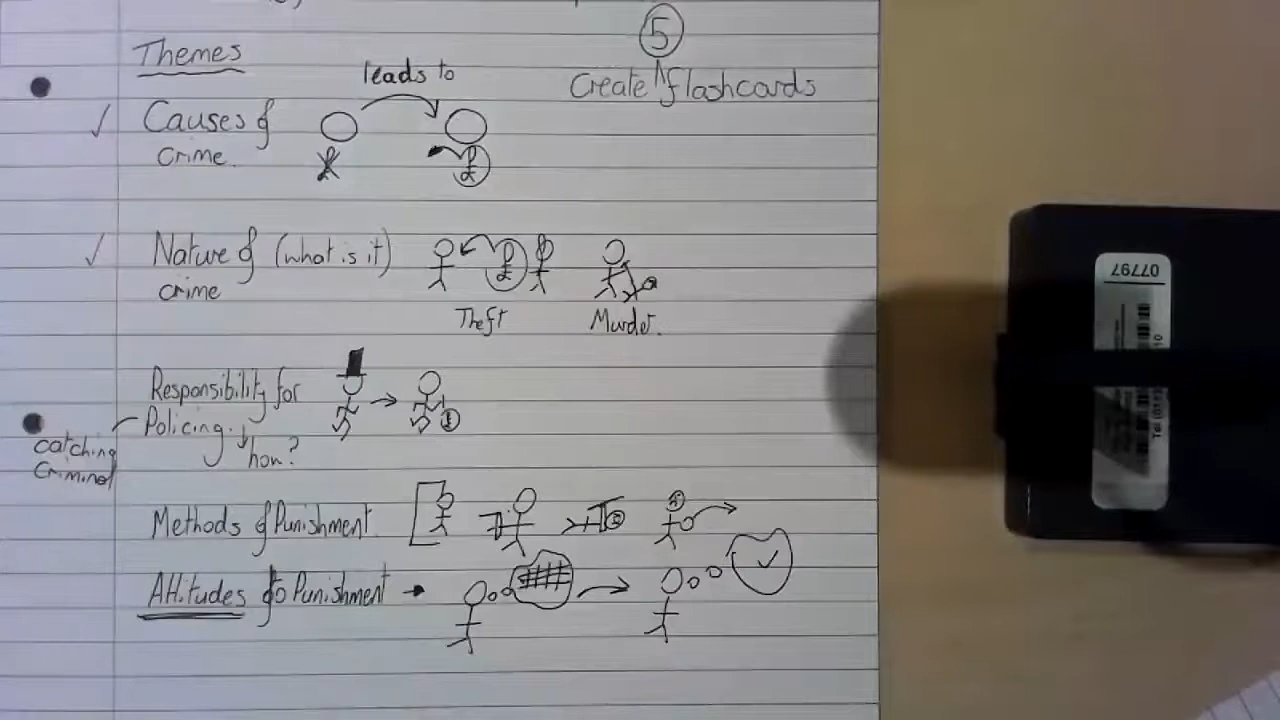 Themes
5
Create flashcards
leads to
Causes of
crime.
£
Nature of (what is it)
crime
£
Theft
Murder.
Responsibility for
Policing.
how?
catching
Criminal
Methods of Punishment
Attitudes to Punishment
07797